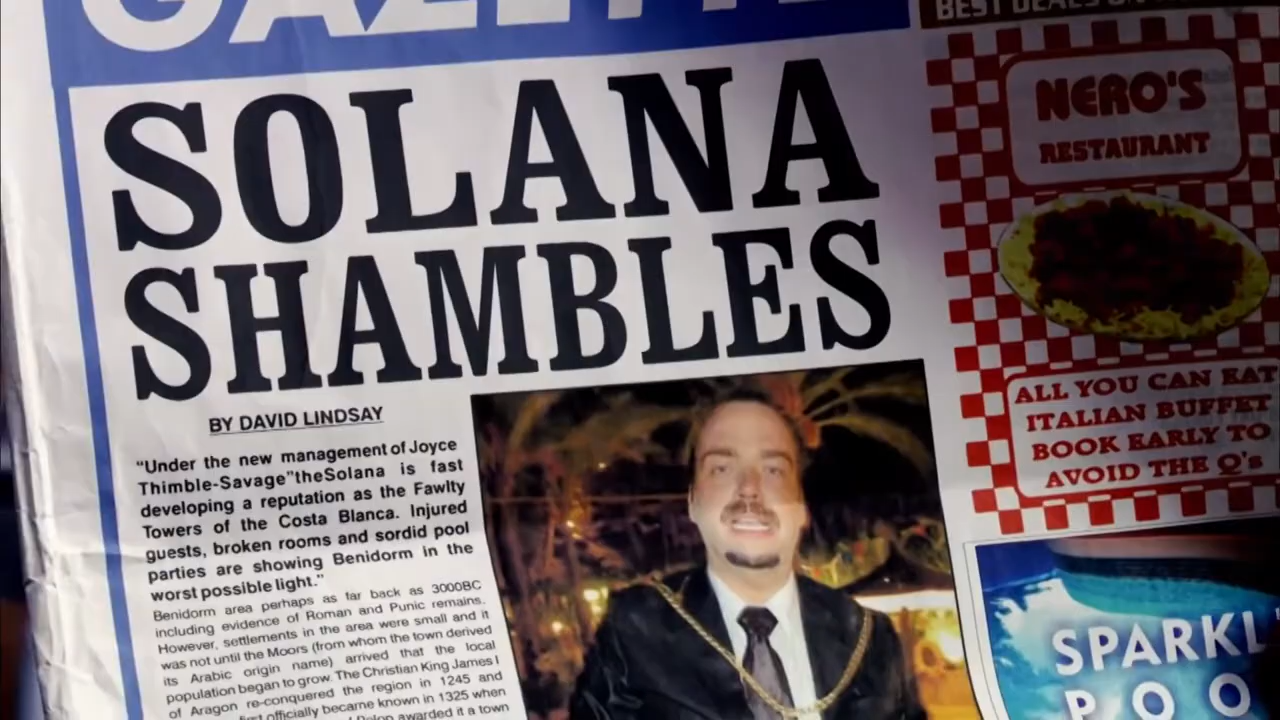 GAZETTE
SOLANA
SHAMBLES
BY DAVID LINDSAY
“Under the new management of Joyce
Thimble-Savage”theSolana is fast
developing a reputation as the Fawlty
Towers of the Costa Blanca. Injured
guests, broken rooms and sordid pool
parties are showing Benidorm in the
worst possible light.”
Benidorm area perhaps as far back as 3000BC
including evidence of Roman and Punic remains.
However, settlements in the area were small and it
was not until the Moors (from whom the town derived
its Arabic origin name) arrived that the local
population began to grow. The Christian King James I
of Aragon re-conquered the region in 1245 and
officially became known in 1325 when
awarded it a town
BEST DEALS ON
NERO'S
RESTAURANT
ALL YOU CAN EAT
ITALIAN BUFFET
BOOK EARLY TO
AVOID THE Q's
SPARKL
POO